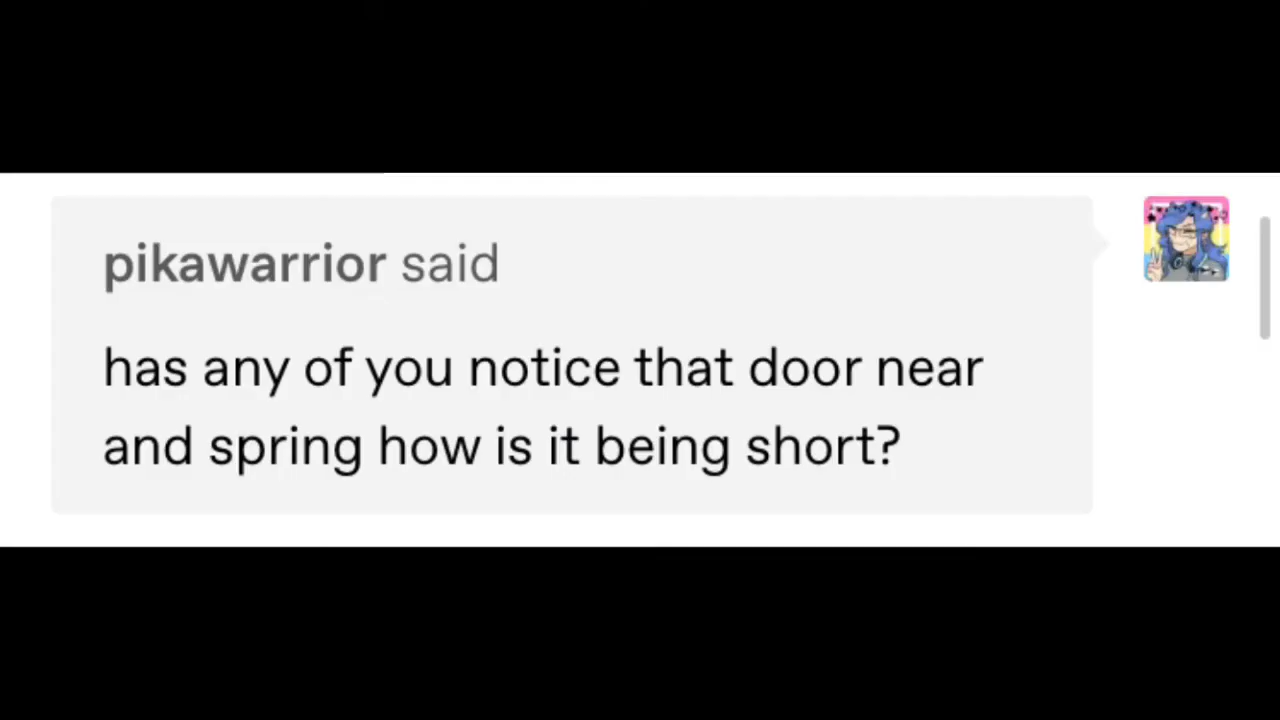 pikawarrior said
has any of you notice that door near
and spring how is it being short?